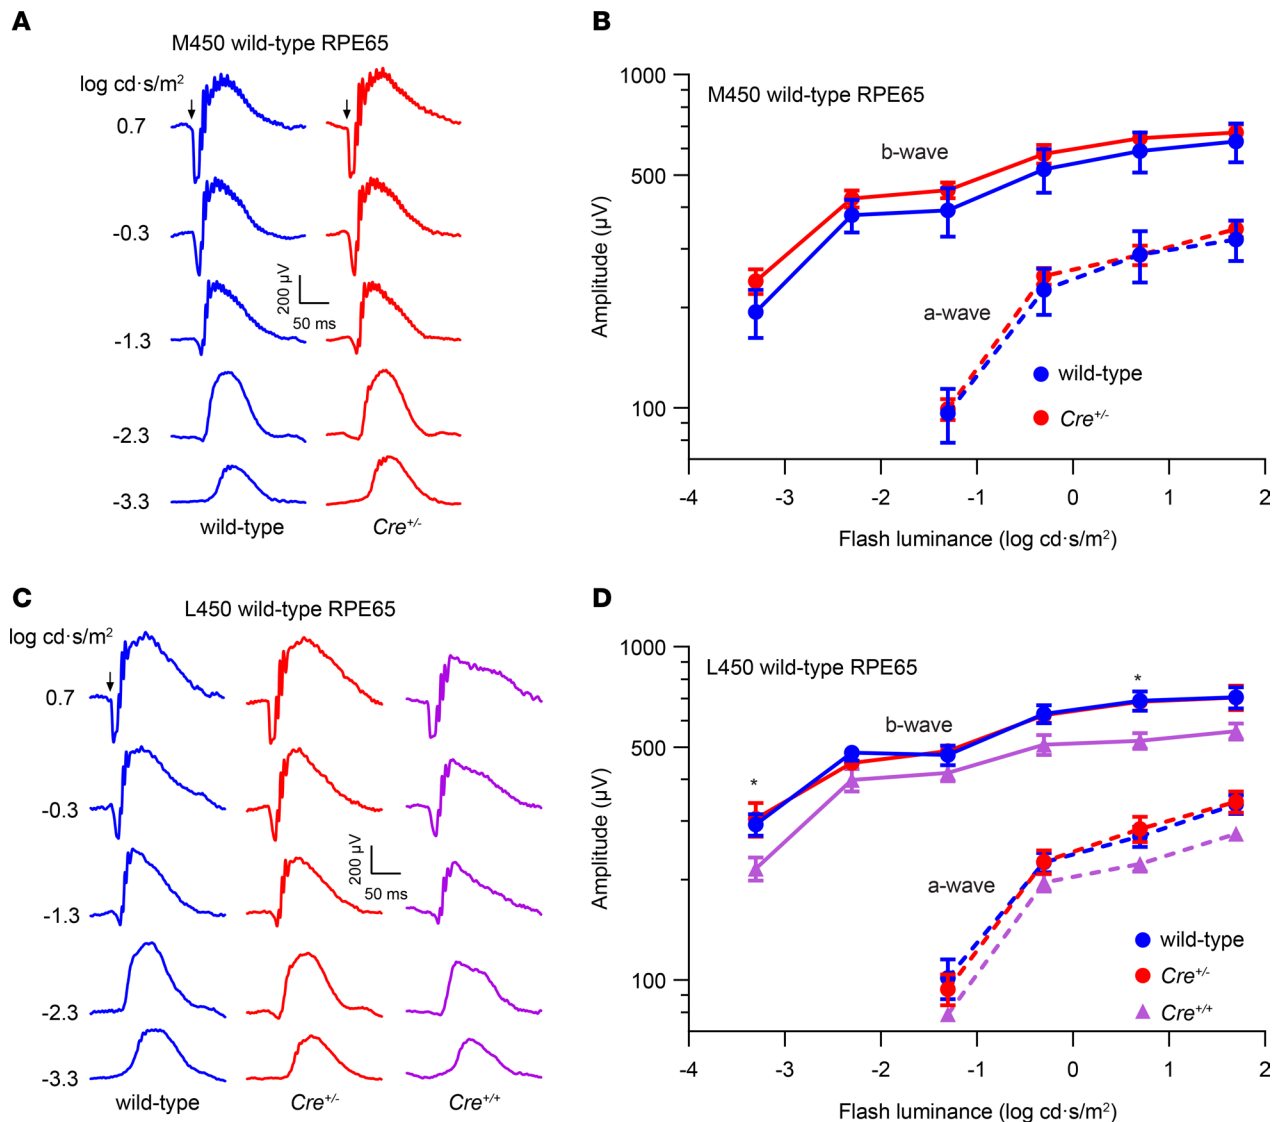 A
M450 wild-type RPE65
log cd·s/m²
0.7
-0.3
-1.3
-2.3
-3.3
200 µV
50 ms
wild-type
Cre+/-
B
M450 wild-type RPE65
b-wave
a-wave
wild-type
Cre+/-
Amplitude (µV)
1000
500
100
-4
-3
-2
-1
0
1
2
Flash luminance (log cd·s/m²)
C
L450 wild-type RPE65
log cd·s/m²
0.7
-0.3
-1.3
-2.3
-3.3
200 µV
50 ms
wild-type
Cre+/-
Cre+/+
D
L450 wild-type RPE65
*
*
b-wave
a-wave
wild-type
Cre+/-
Cre+/+
Amplitude (µV)
1000
500
100
-4
-3
-2
-1
0
1
2
Flash luminance (log cd·s/m²)